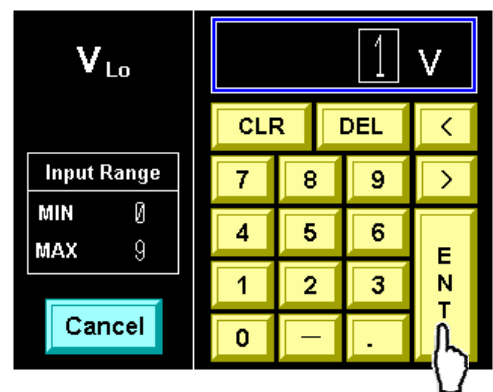 V Lo
1 V
CLR DEL <
Input Range
7 8 9 >
MIN 0
4 5 6
MAX 9
ENT
1 2 3
Cancel
0 — .